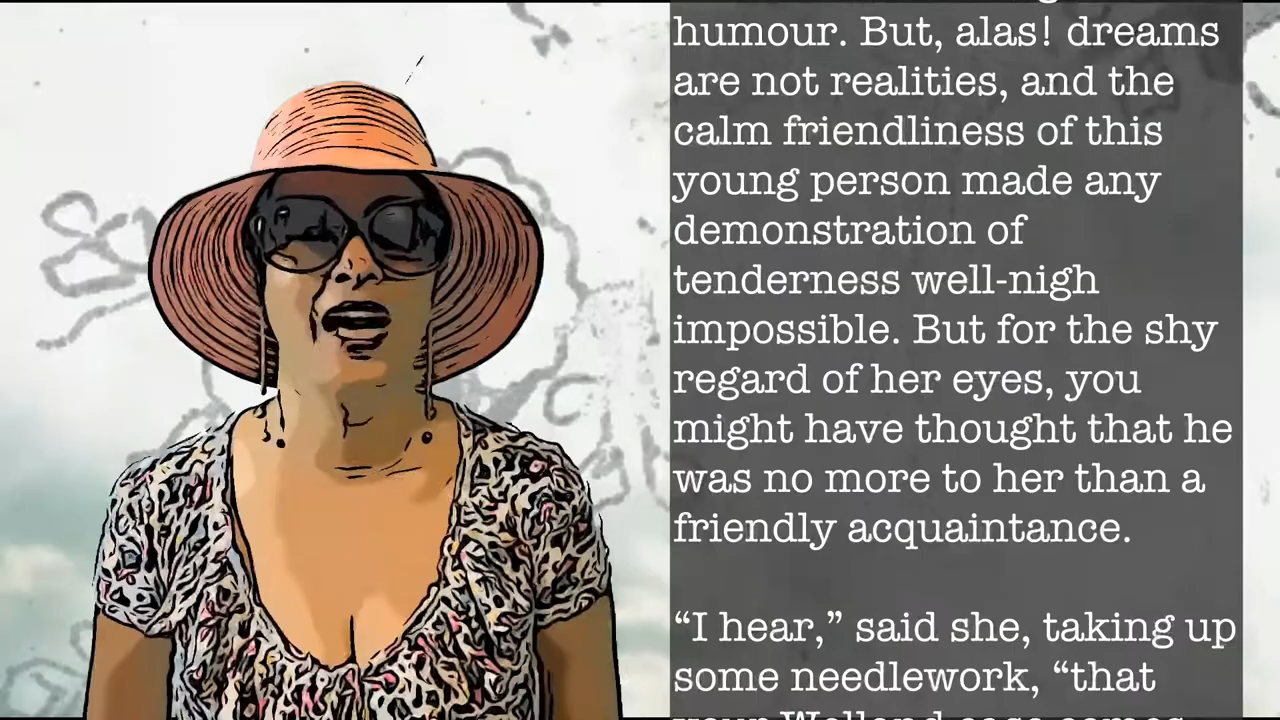 humour. But, alas! dreams
are not realities, and the
calm friendliness of this
young person made any
demonstration of
tenderness well-nigh
impossible. But for the shy
regard of her eyes, you
might have thought that he
was no more to her than a
friendly acquaintance.
“I hear,” said she, taking up
some needlework, “that